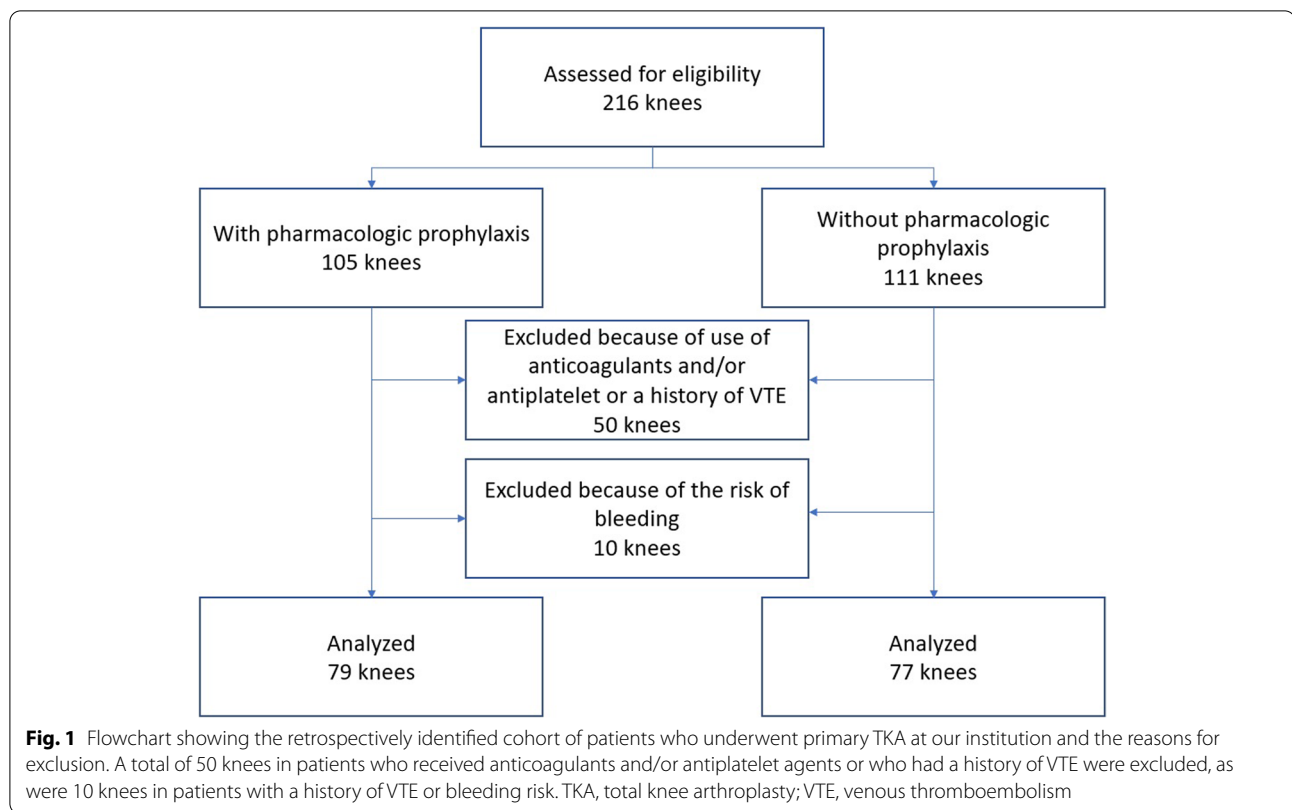 Assessed for eligibility
216 knees
With pharmacologic prophylaxis
105 knees
Without pharmacologic
prophylaxis
111 knees
Excluded because of use of
anticoagulants and/or
antiplatelet or a history of VTE
50 knees
Excluded because of the risk of
bleeding
10 knees
Analyzed
79 knees
Analyzed
77 knees
Fig. 1 Flowchart showing the retrospectively identified cohort of patients who underwent primary TKA at our institution and the reasons for
exclusion. A total of 50 knees in patients who received anticoagulants and/or antiplatelet agents or who had a history of VTE were excluded, as
were 10 knees in patients with a history of VTE or bleeding risk. TKA, total knee arthroplasty; VTE, venous thromboembolism